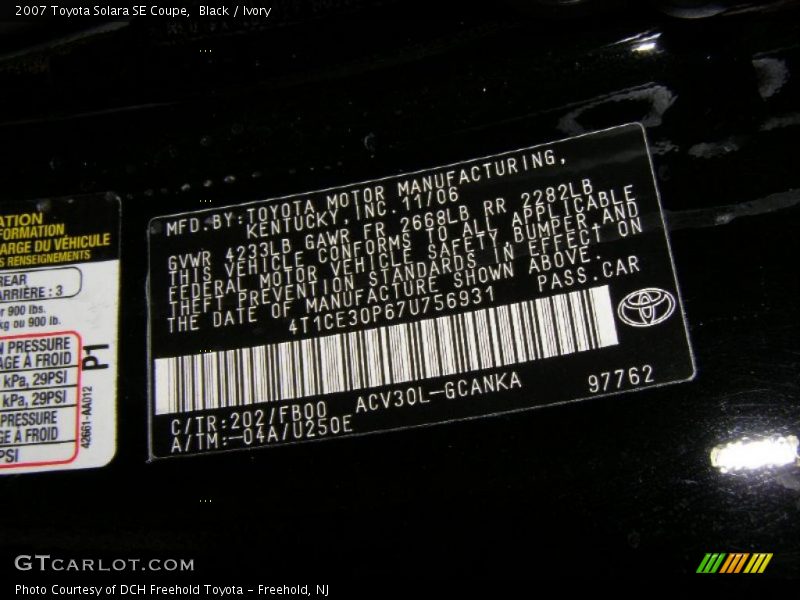 2007 Toyota Solara SE Coupe,  Black / Ivory
MFD.BY:TOYOTA MOTOR MANUFACTURING,
KENTUCKY,INC.11/06
GVWR 4233LB GAWR FR 2668LB RR 2282LB
THIS VEHICLE CONFORMS TO ALL APPLICABLE
FEDERAL MOTOR VEHICLE SAFETY,BUMPER AND
THEFT PREVENTION STANDARDS IN EFFECT ON
THE DATE OF MANUFACTURE SHOWN ABOVE.
4T1CE30P67U756931 PASS.CAR
C/TR:202/FB00 ACV30L-GCANKA 97762
A/TM:-04A/U250E
ATION
FORMATION
ARGE DU VÉHICULE
S RENSEIGNEMENTS
REAR
ARRIÈRE : 3
or 900 lbs.
kg ou 900 lb.
N PRESSURE
AGE À FROID
kPa, 29PSI
kPa, 29PSI
PRESSURE
GE À FROID
PSI
P1
42661-AA012
GTCARLOT.COM
Photo Courtesy of DCH Freehold Toyota - Freehold, NJ